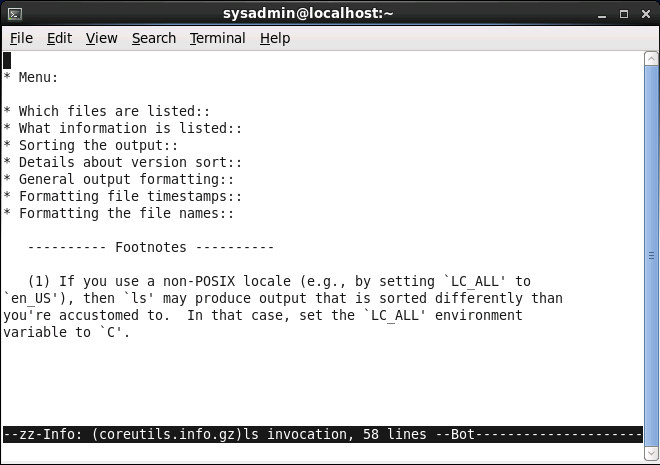 sysadmin@localhost:~
File Edit View Search Terminal Help
* Menu:
* Which files are listed::
* What information is listed::
* Sorting the output::
* Details about version sort::
* General output formatting::
* Formatting file timestamps::
* Formatting the file names::
---------- Footnotes ----------
(1) If you use a non-POSIX locale (e.g., by setting `LC_ALL' to
`en_US'), then `ls' may produce output that is sorted differently than
you're accustomed to.  In that case, set the `LC_ALL' environment
variable to `C'.
--zz-Info: (coreutils.info.gz)ls invocation, 58 lines --Bot---------------------